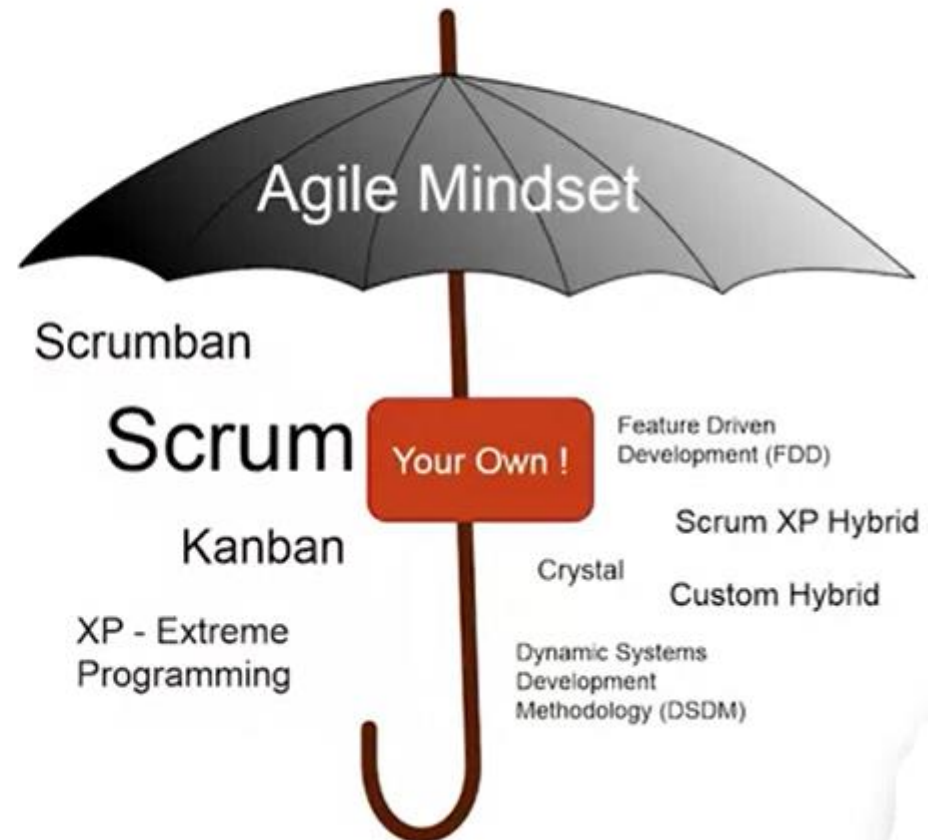 Agile Mindset
Scrumban
Scrum
Your Own !
Feature Driven
Development (FDD)
Scrum XP Hybrid
Kanban
Crystal
Custom Hybrid
XP - Extreme
Programming
Dynamic Systems
Development
Methodology (DSDM)